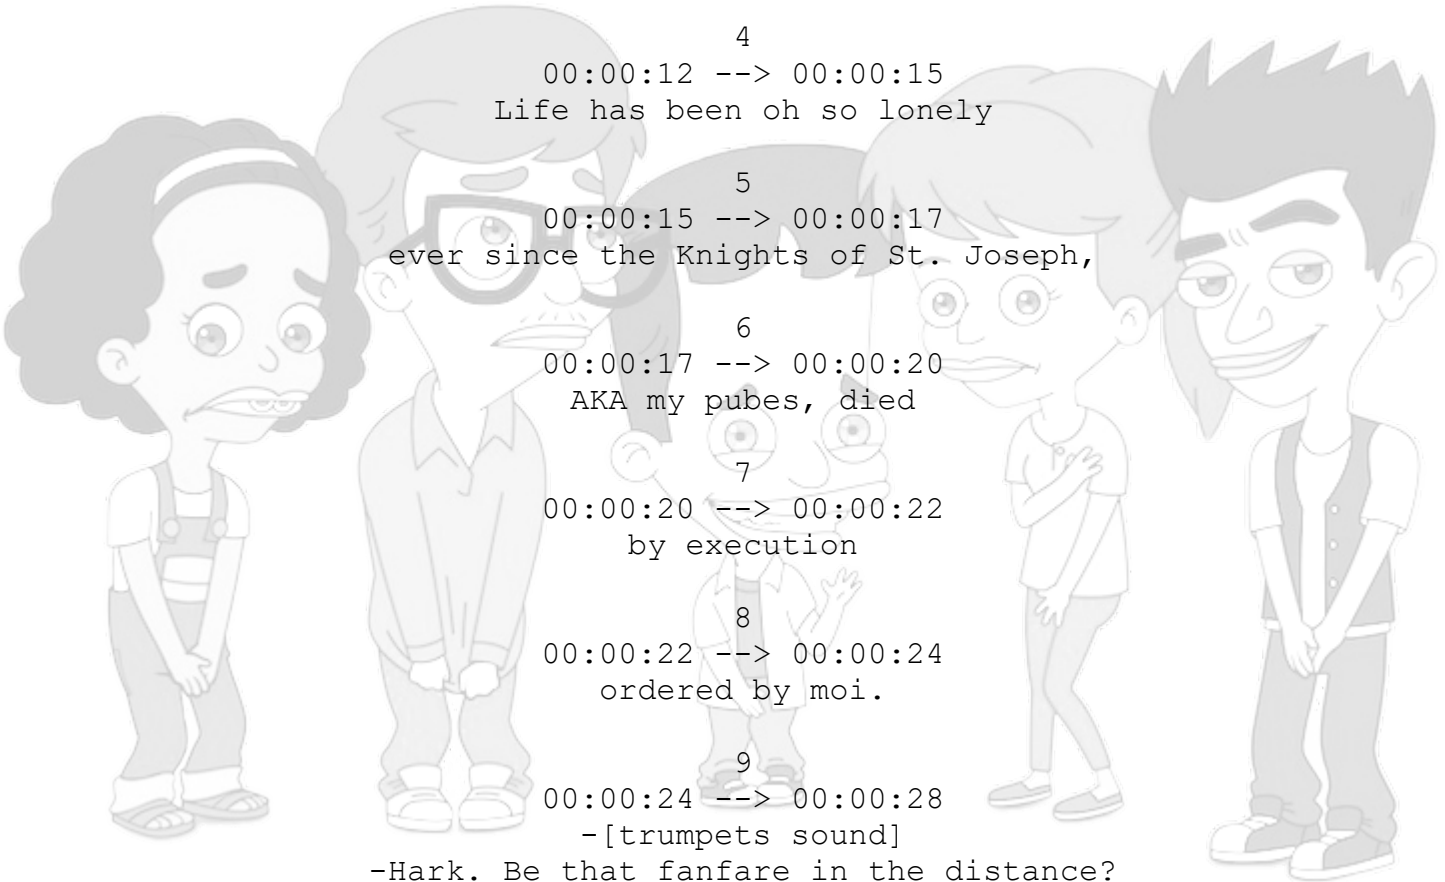 4
00:00:12 --> 00:00:15
Life has been oh so lonely
5
00:00:15 --> 00:00:17
ever since the Knights of St. Joseph,
6
00:00:17 --> 00:00:20
AKA my pubes, died
7
00:00:20 --> 00:00:22
by execution
8
00:00:22 --> 00:00:24
ordered by moi.
9
00:00:24 --> 00:00:28
-[trumpets sound]
-Hark. Be that fanfare in the distance?